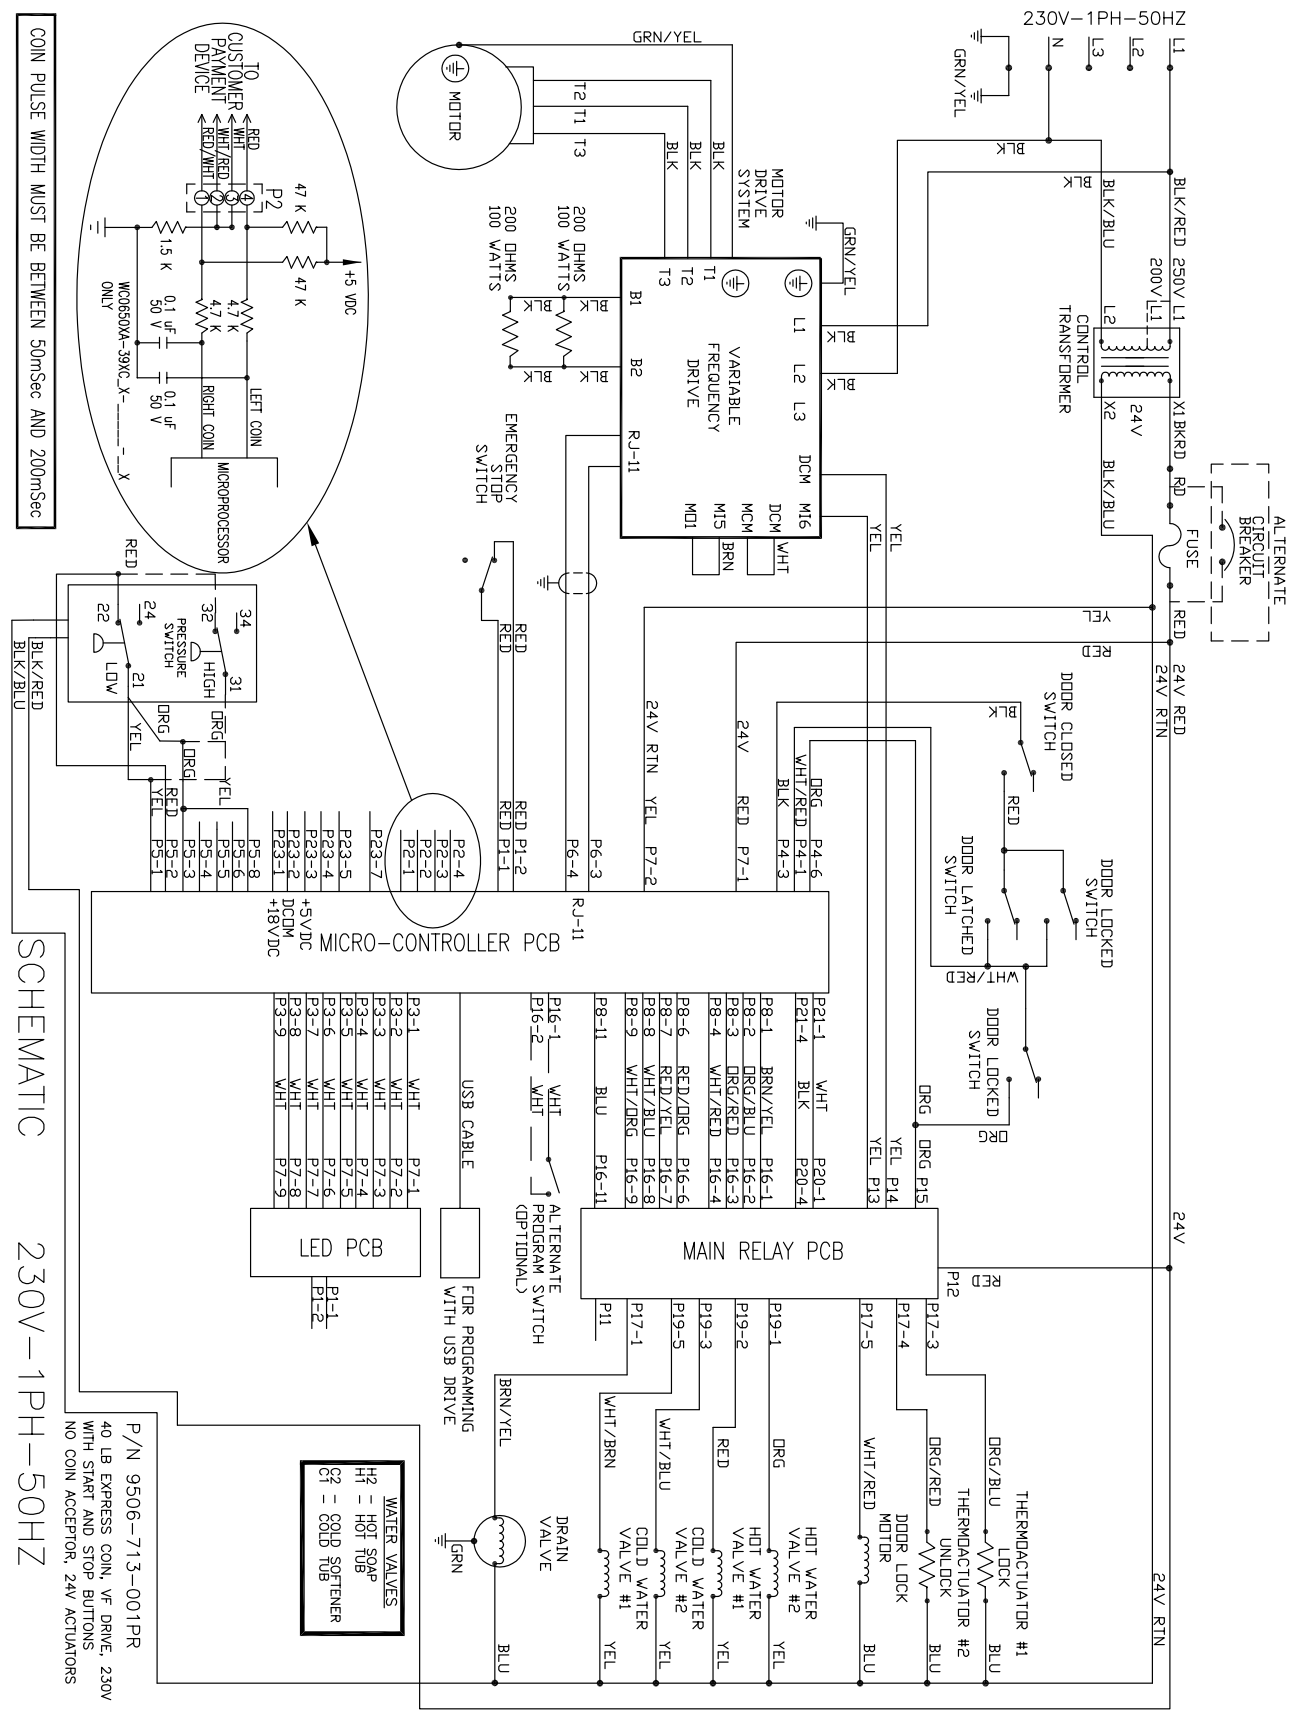 230V-1PH-50HZ
L1
L2
L3
N
GRN/YEL
BLK
BLK
BLK/RED
BLK/BLU
250V
L1
200V
L1
L2
CONTROL
TRANSFORMER
X1
X2
24V
BKRD
BLK/BLU
RD
FUSE
ALTERNATE
CIRCUIT
BREAKER
RED
24V RED
24V RTN
YEL
RED
GRN/YEL
MOTOR
T2
T1
T3
BLK
BLK
BLK
MOTOR
DRIVE
SYSTEM
GRN/YEL
BLK
BLK
T1
T2
T3
L1
L2
L3
DCM
MI6
VARIABLE
FREQUENCY
DRIVE
B1
B2
RJ-11
DCM
MCM
MI5
MO1
WHT
BRN
YEL
YEL
200 OHMS
100 WATTS
200 OHMS
100 WATTS
BLK
BLK
BLK
BLK
EMERGENCY
STOP
SWITCH
RED
RED
COIN PULSE WIDTH MUST BE BETWEEN 50mSec AND 200mSec
TO
CUSTOMER
PAYMENT
DEVICE
RED
WHT
WHT/RED
RED/WHT
P2
4
3
2
1
47 K
47 K
+5 VDC
1.5 K
4.7 K
4.7 K
0.1 uF
50 V
0.1 uF
50 V
WC0650XA-39XC_X-_____-__X
ONLY
LEFT COIN
RIGHT COIN
MICROPROCESSOR
RED
34
32
31
24
22
21
PRESSURE
SWITCH
HIGH
LOW
BLK/RED
BLK/BLU
ORG
ORG
YEL
ORG
YEL
YEL
RED
P5-1
P5-2
P5-3
P5-4
P5-5
P5-6
P5-8
P23-1
P23-2
P23-3
P23-4
P23-5
P23-7
P2-1
P2-2
P2-3
P2-4
RED P1-1
RED P1-2
P6-4
P6-3
24V RTN
YEL
P7-2
24V
RED
P7-1
BLK
P4-3
WHT/RED
P4-1
ORG
P4-6
+5VDC
DCOM
+18VDC
RJ-11
MICRO-CONTROLLER PCB
DOOR CLOSED
SWITCH
BLK
RED
DOOR LATCHED
SWITCH
DOOR LOCKED
SWITCH
WHT/RED
DOOR LOCKED
SWITCH
ORG
ORG
P3-9 WHT P7-9
P3-8 WHT P7-8
P3-7 WHT P7-7
P3-6 WHT P7-6
P3-5 WHT P7-5
P3-4 WHT P7-4
P3-3 WHT P7-3
P3-2 WHT P7-2
P3-1 WHT P7-1
USB CABLE
P16-2 WHT
P16-1 WHT
P8-11 BLU P16-11
P8-9 WHT/ORG P16-9
P8-8 WHT/BLU P16-8
P8-7 RED/YEL P16-7
P8-6 RED/ORG P16-6
P8-4 WHT/RED P16-4
P8-3 ORG/RED P16-3
P8-2 ORG/BLU P16-2
P8-1 BRN/YEL P16-1
P21-4 BLK P20-4
P21-1 WHT P20-1
YEL P13
YEL P14
ORG P15
LED PCB
P1-1
P1-2
FOR PROGRAMMING
WITH USB DRIVE
ALTERNATE
PROGRAM SWITCH
(OPTIONAL)
MAIN RELAY PCB
P12
RED
24V
P11
P17-1
P19-5
P19-3
P19-2
P19-1
P17-5
P17-4
P17-3
BRN/YEL
WHT/BRN
WHT/BLU
RED
ORG
WHT/RED
ORG/RED
ORG/BLU
DRAIN
VALVE
GRN
COLD WATER
VALVE #1
COLD WATER
VALVE #2
HOT WATER
VALVE #1
HOT WATER
VALVE #2
DOOR LOCK
MOTOR
THERMOACTUATOR #2
UNLOCK
THERMOACTUATOR #1
LOCK
24V RTN
BLU
YEL
YEL
YEL
YEL
BLU
BLU
BLU
WATER VALVES
H2 - HOT SOAP
H1 - HOT TUB
C2 - COLD SOFTENER
C1 - COLD TUB
SCHEMATIC 230V-1PH-50HZ
P/N 9506-713-001PR
40 LB EXPRESS COIN, VF DRIVE, 230V
WITH START AND STOP BUTTONS
NO COIN ACCEPTOR, 24V ACTUATORS